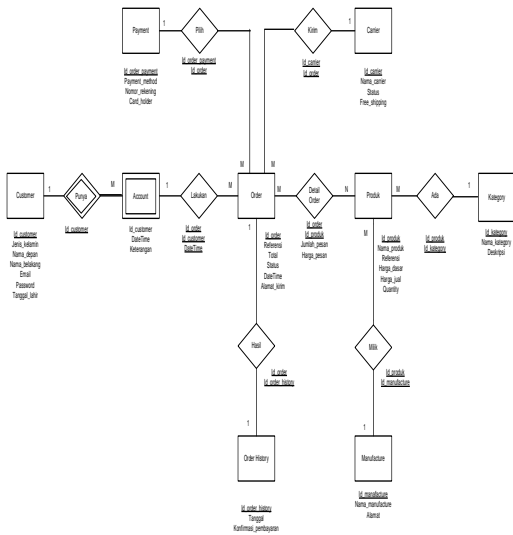 Payment
1
Pilih
Id_order_payment
Payment_method
Nomor_rekening
Card_holder
Id_order_payment
Id_order
Kirim
1
Carrier
Id_carrier
Id_order
Id_carrier
Nama_carrier
Status
Free_shipping
M
M
Customer
1
Punya
M
Account
1
Lakukan
M
Order
M
Detail
Order
N
Produk
M
Ada
1
Kategory
Id_customer
Jenis_kelamin
Nama_depan
Nama_belakang
Email
Password
Tanggal_lahir
Id_customer
Id_customer
DateTime
Keterangan
Id_order
Id_customer
DateTime
1
Id_order
Referensi
Total
Status
DateTime
Alamat_kirim
Id_order
Id_produk
Jumlah_pesan
Harga_pesan
M
Id_produk
Nama_produk
Referensi
Harga_dasar
Harga_jual
Quantity
Id_produk
Id_kategory
Id_kategory
Nama_kategory
Deskripsi
Hasil
Id_order
Id_order_history
Milik
Id_produk
Id_manufacture
1
Order History
Id_order_history
Tanggal
Konfirmasi_pembayaran
1
Manufacture
Id_manafacture
Nama_manufacture
Alamat